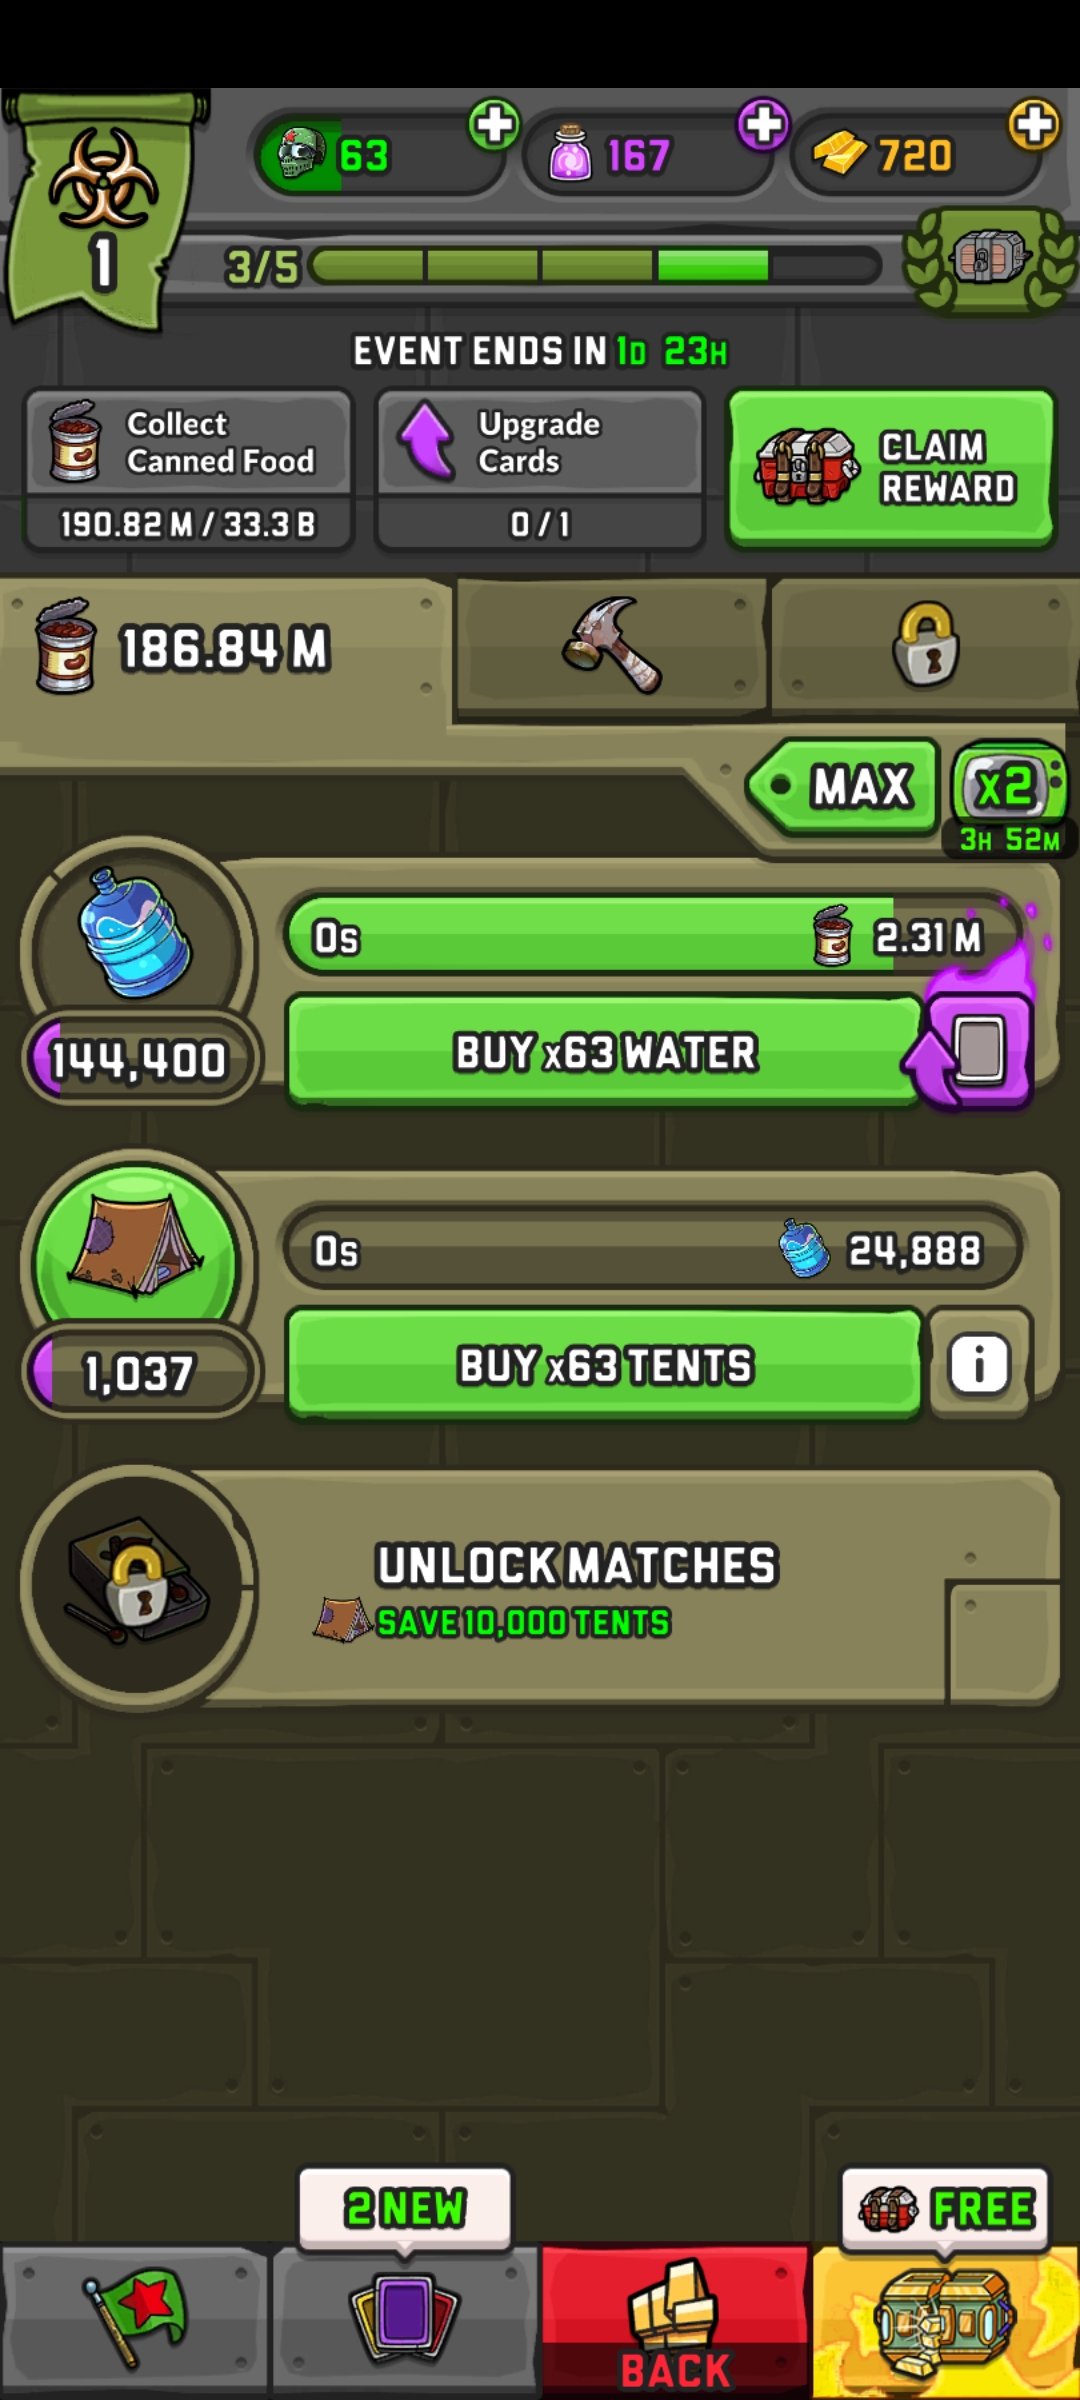 63
167
720
1
3/5
EVENT ENDS IN 1D 23H
Collect
Canned Food
190.82 M / 33.3 B
Upgrade
Cards
0 / 1
CLAIM
REWARD
186.84 M
MAX
x2
3H 52M
0s
2.31 M
144,400
BUY x63 WATER
0s
24,888
1,037
BUY x63 TENTS
i
UNLOCK MATCHES
SAVE 10,000 TENTS
2 NEW
FREE
BACK